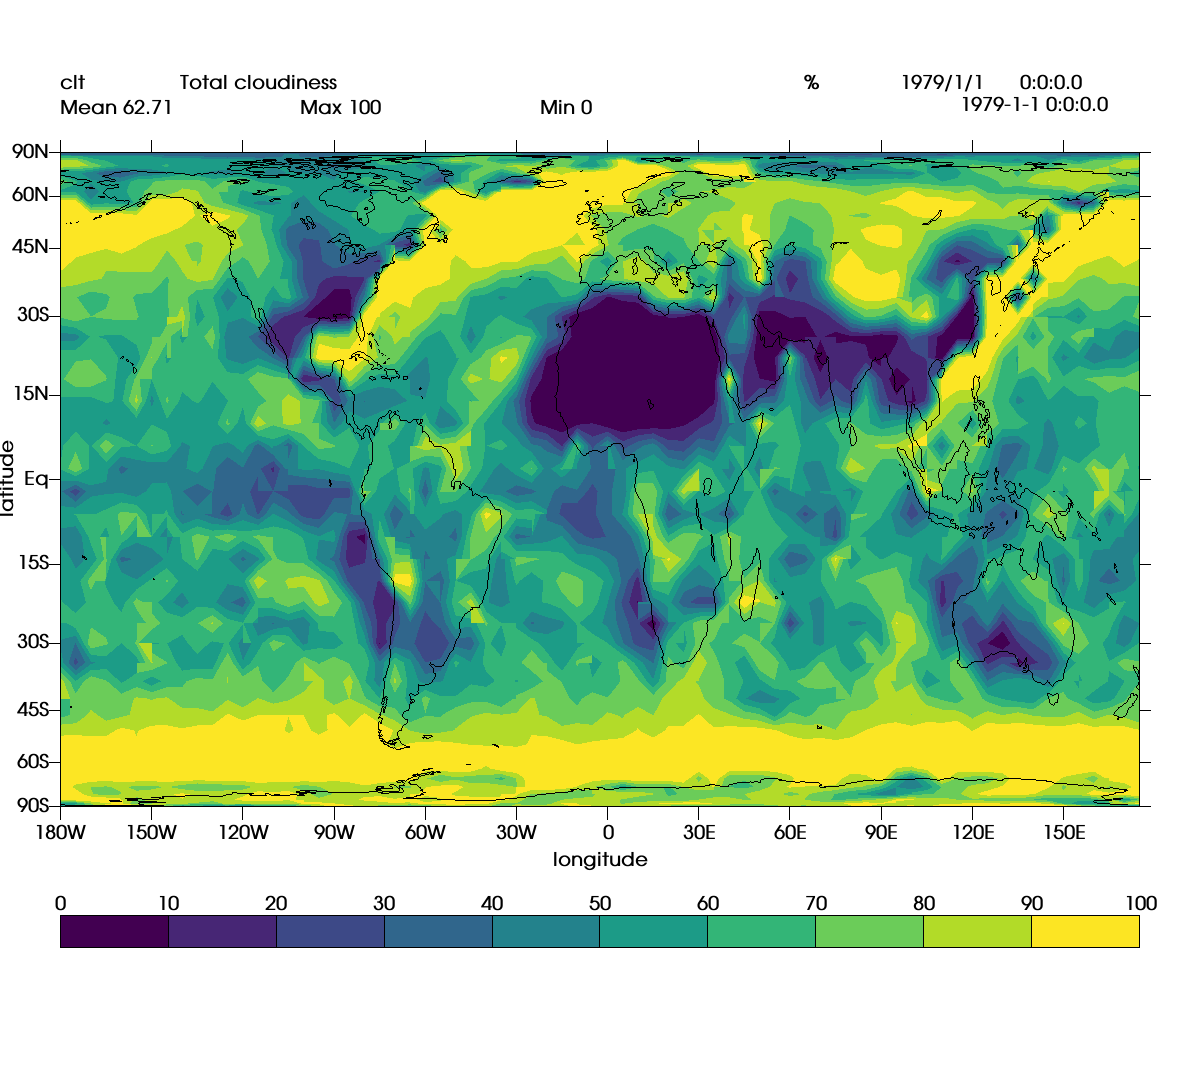 clt Total cloudiness % 1979/1/1 0:0:0.0
Mean 62.71 Max 100 Min 0 1979-1-1 0:0:0.0
90N
60N
45N
30S
15N
Eq
15S
30S
45S
60S
90S
latitude
180W 150W 120W 90W 60W 30W 0 30E 60E 90E 120E 150E
longitude
0 10 20 30 40 50 60 70 80 90 100